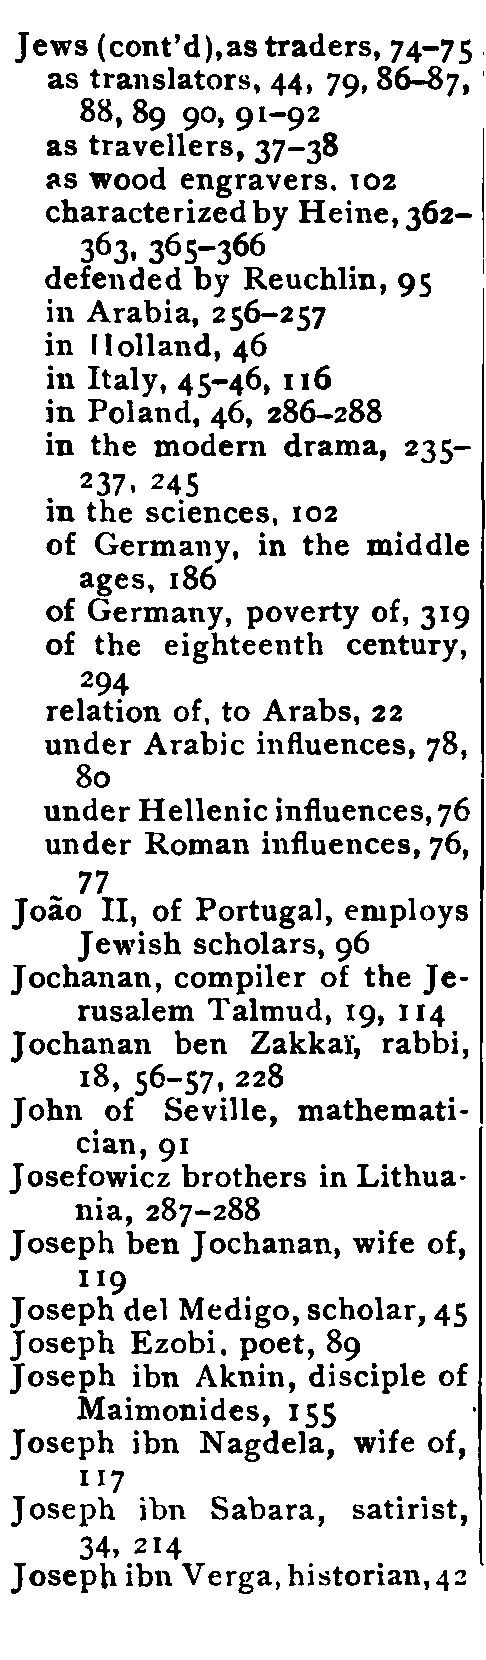 Jews (cont'd), as traders, 74–75
as translators, 44, 79, 86–87,
88, 89 90, 91–92
as travellers, 37–38
as wood engravers. 102
characterized by Heine, 362–
363, 365–366
defended by Reuchlin, 95
in Arabia, 256–257
in Holland, 46
in Italy, 45–46, 116
in Poland, 46, 286–288
in the modern drama, 235–
237, 245
in the sciences, 102
of Germany, in the middle
ages, 186
of Germany, poverty of, 319
of the eighteenth century,
294
relation of, to Arabs, 22
under Arabic influences, 78,
80
under Hellenic influences, 76
under Roman influences, 76,
77
João II, of Portugal, employs
Jewish scholars, 96
Jochanan, compiler of the Je-
rusalem Talmud, 19, 114
Jochanan ben Zakkaï, rabbi,
18, 56–57, 228
John of Seville, mathemati-
cian, 91
Josefowicz brothers in Lithua-
nia, 287–288
Joseph ben Jochanan, wife of,
119
Joseph del Medigo, scholar, 45
Joseph Ezobi, poet, 89
Joseph ibn Aknin, disciple of
Maimonides, 155
Joseph ibn Nagdela, wife of,
117
Joseph ibn Sabara, satirist,
34, 214
Joseph ibn Verga, historian, 42